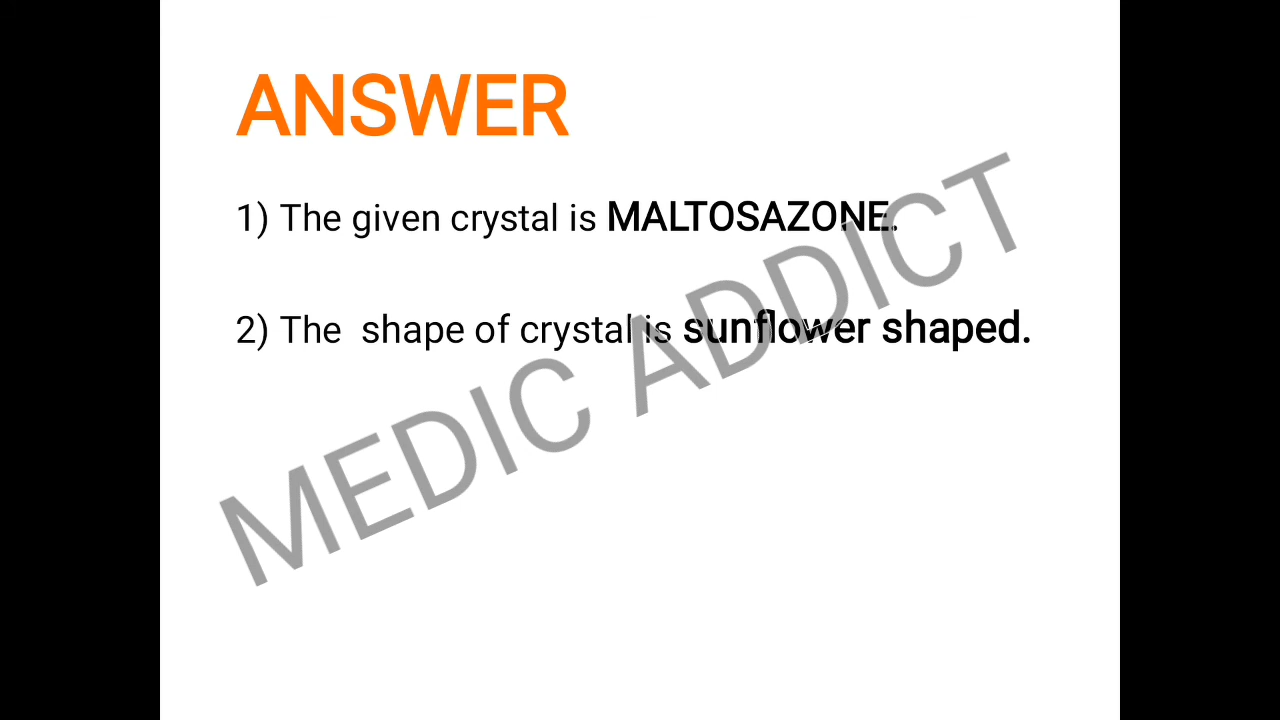 ANSWER
1) The given crystal is MALTOSAZONE.
2) The  shape of crystal is sunflower shaped.
MEDIC ADDICT